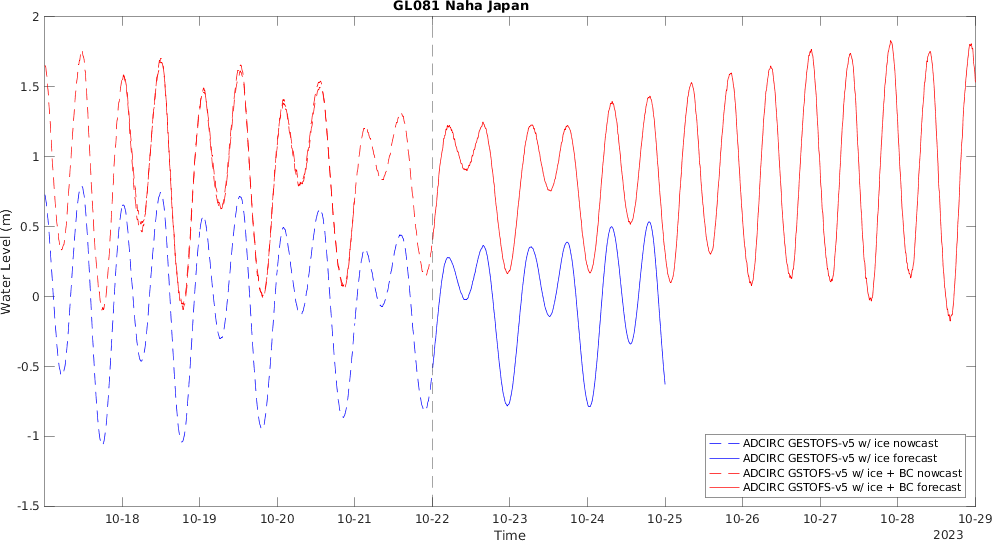 GL081 Naha Japan
2
1.5
1
0.5
0
-0.5
-1
-1.5
Water Level (m)
ADCIRC GESTOFS-v5 w/ ice nowcast
ADCIRC GESTOFS-v5 w/ ice forecast
ADCIRC GSTOFS-v5 w/ ice + BC nowcast
ADCIRC GSTOFS-v5 w/ ice + BC forecast
10-18 10-19 10-20 10-21 10-22 10-23 10-24 10-25 10-26 10-27 10-28 10-29
Time
2023